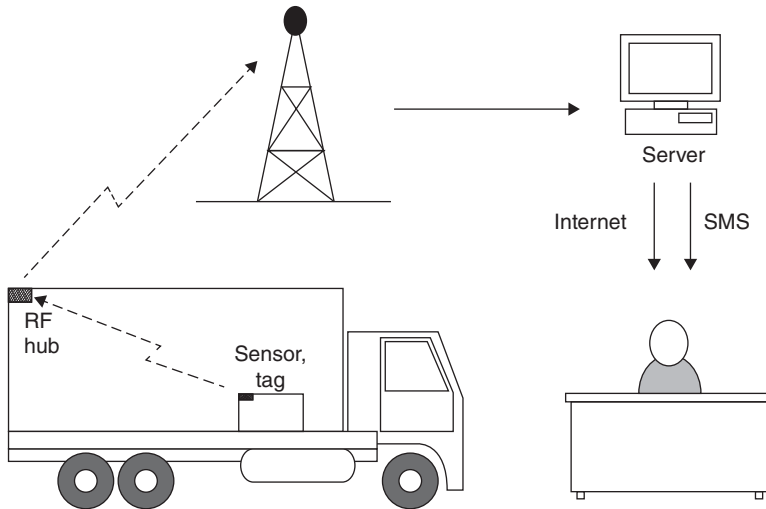 Server
Internet
SMS
RF
hub
Sensor,
tag